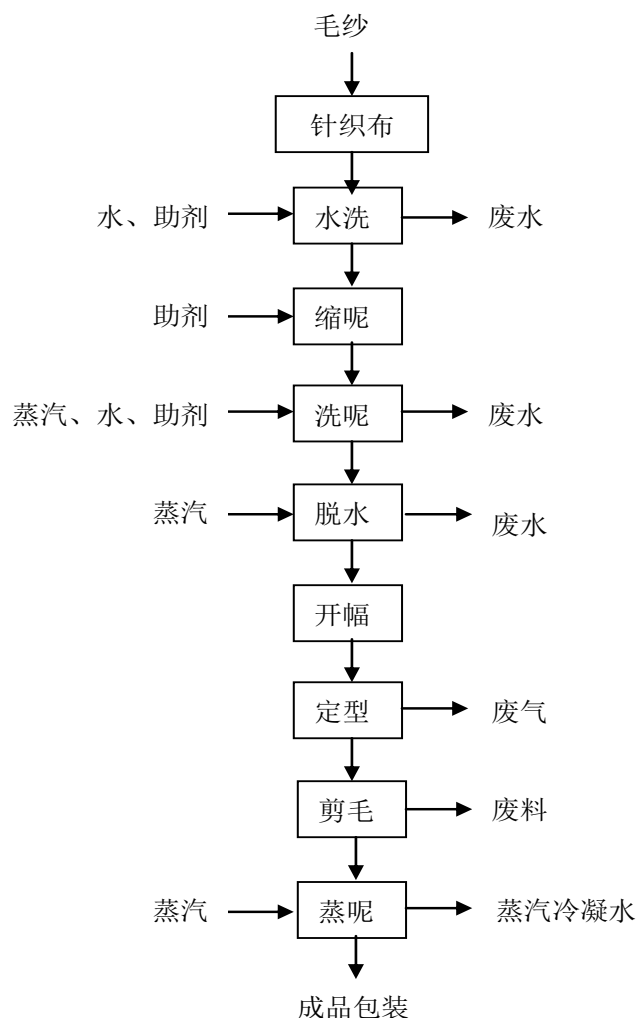 毛纱
针织布
水、助剂
水洗
废水
助剂
缩呢
蒸汽、水、助剂
洗呢
废水
蒸汽
脱水
废水
开幅
定型
废气
剪毛
废料
蒸汽
蒸呢
蒸汽冷凝水
成品包装